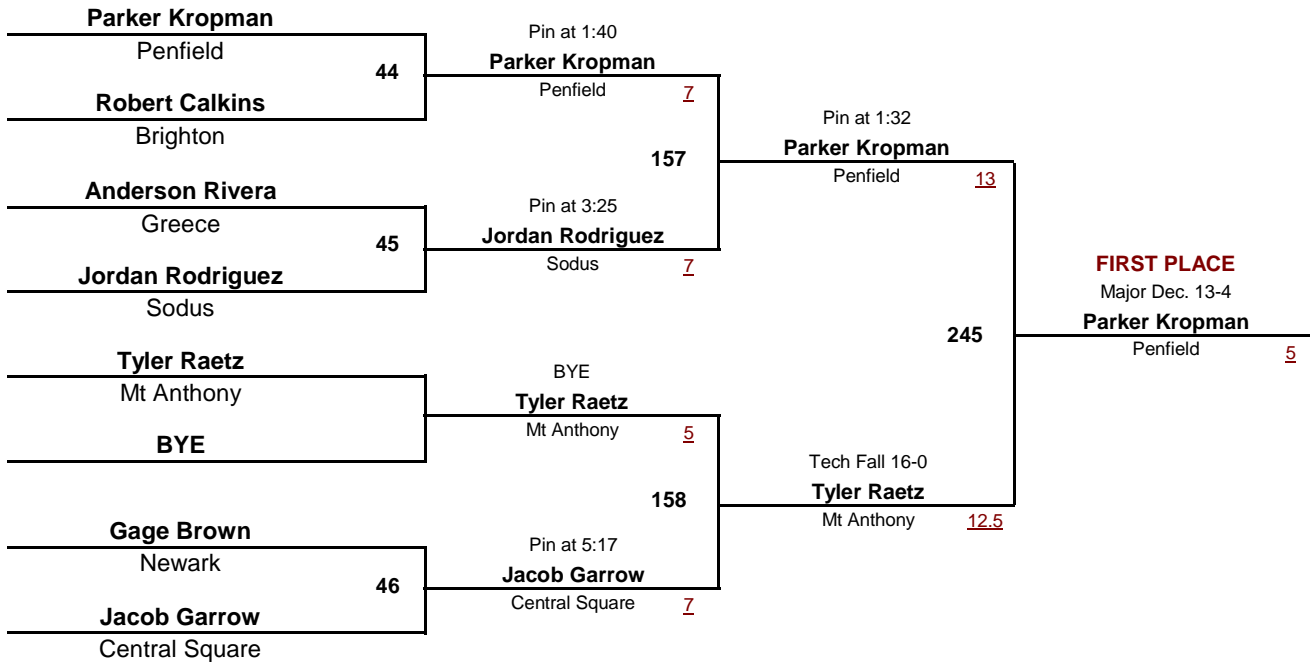 Parker Kropman
Penfield
44
Robert Calkins
Brighton
Anderson Rivera
Greece
45
Jordan Rodriguez
Sodus
Tyler Raetz
Mt Anthony
BYE
Gage Brown
Newark
46
Jacob Garrow
Central Square
Pin at 1:40
Parker Kropman
Penfield
7
157
Pin at 3:25
Jordan Rodriguez
Sodus
7
BYE
Tyler Raetz
Mt Anthony
5
158
Pin at 5:17
Jacob Garrow
Central Square
7
Pin at 1:32
Parker Kropman
Penfield
13
245
Tech Fall 16-0
Tyler Raetz
Mt Anthony
12.5
FIRST PLACE
Major Dec. 13-4
Parker Kropman
Penfield
5